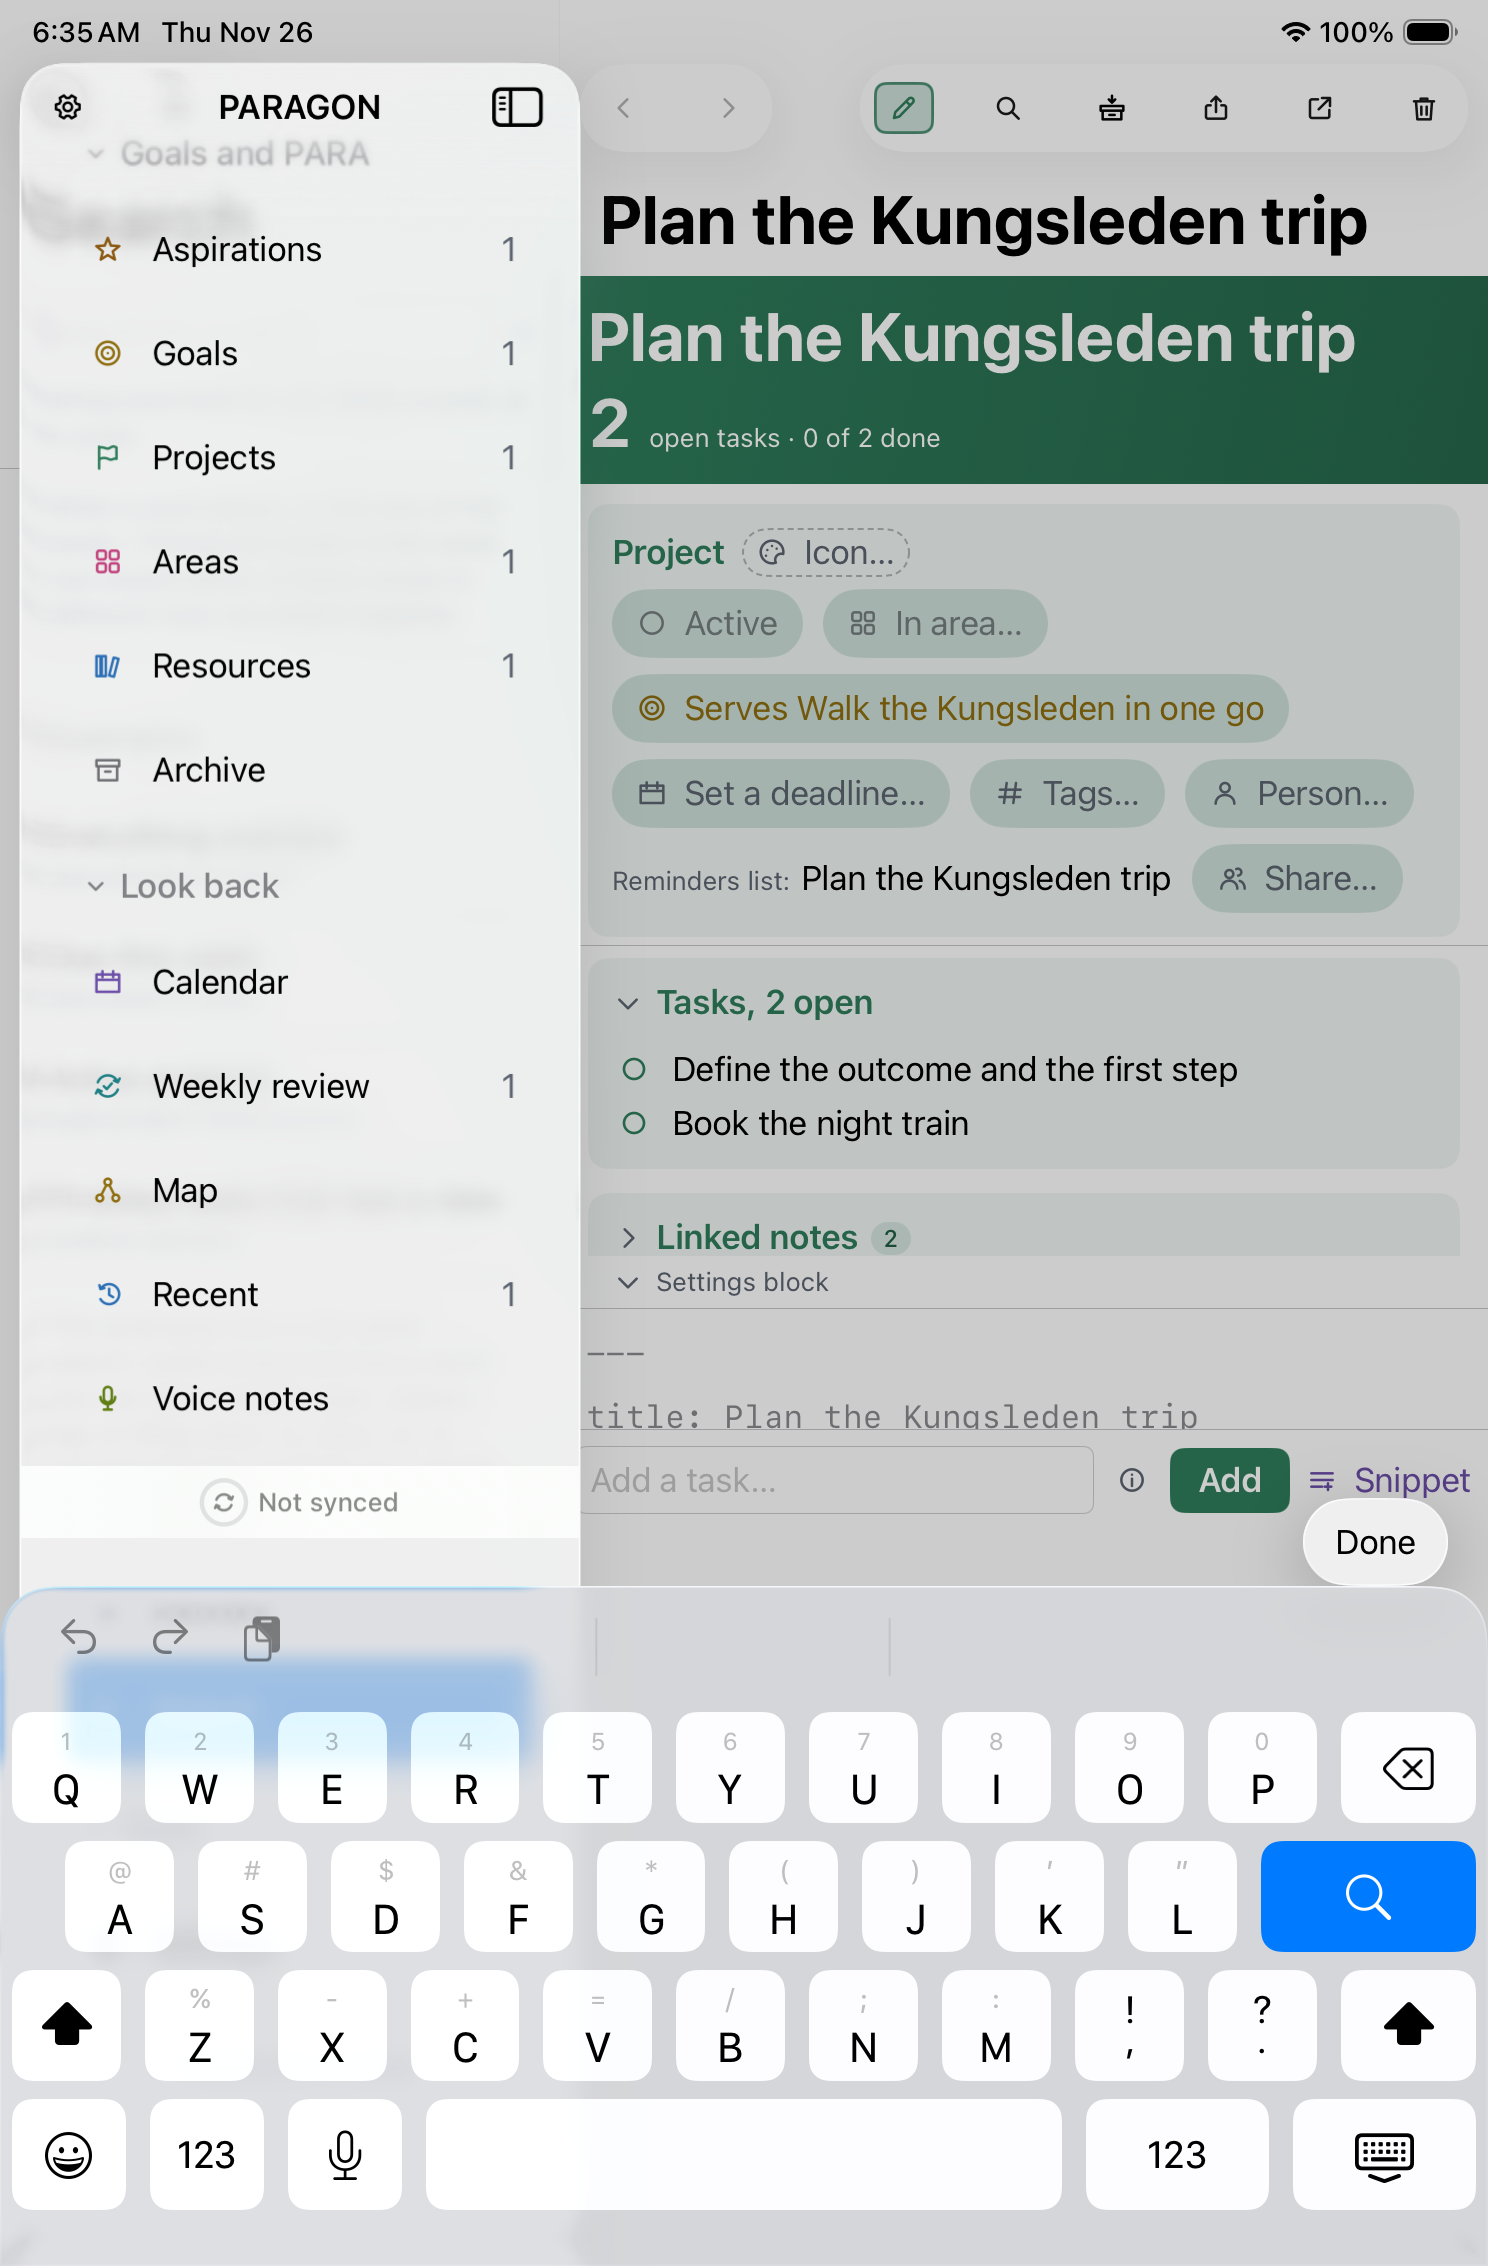 6:35 AM Thu Nov 26
100%
PARAGON
Goals and PARA
Search
Aspirations 1
Goals 1
Projects 1
Areas 1
Resources 1
Archive
Look back
Calendar
Weekly review 1
Map
Recent 1
Voice notes
Not synced
Plan the Kungsleden trip
Plan the Kungsleden trip
2 open tasks · 0 of 2 done
Project Icon...
Active In area...
Serves Walk the Kungsleden in one go
Set a deadline... # Tags... Person...
Reminders list: Plan the Kungsleden trip Share...
Tasks, 2 open
Define the outcome and the first step
Book the night train
Linked notes 2
Settings block
---
title: Plan the Kungsleden trip
Add a task... Add Snippet
Done
1 2 3 4 5 6 7 8 9 0
Q W E R T Y U I O P
@ # $ & * ( ) ' "
A S D F G H J K L
% - + = / ; : ! ?
Z X C V B N M , .
123 123